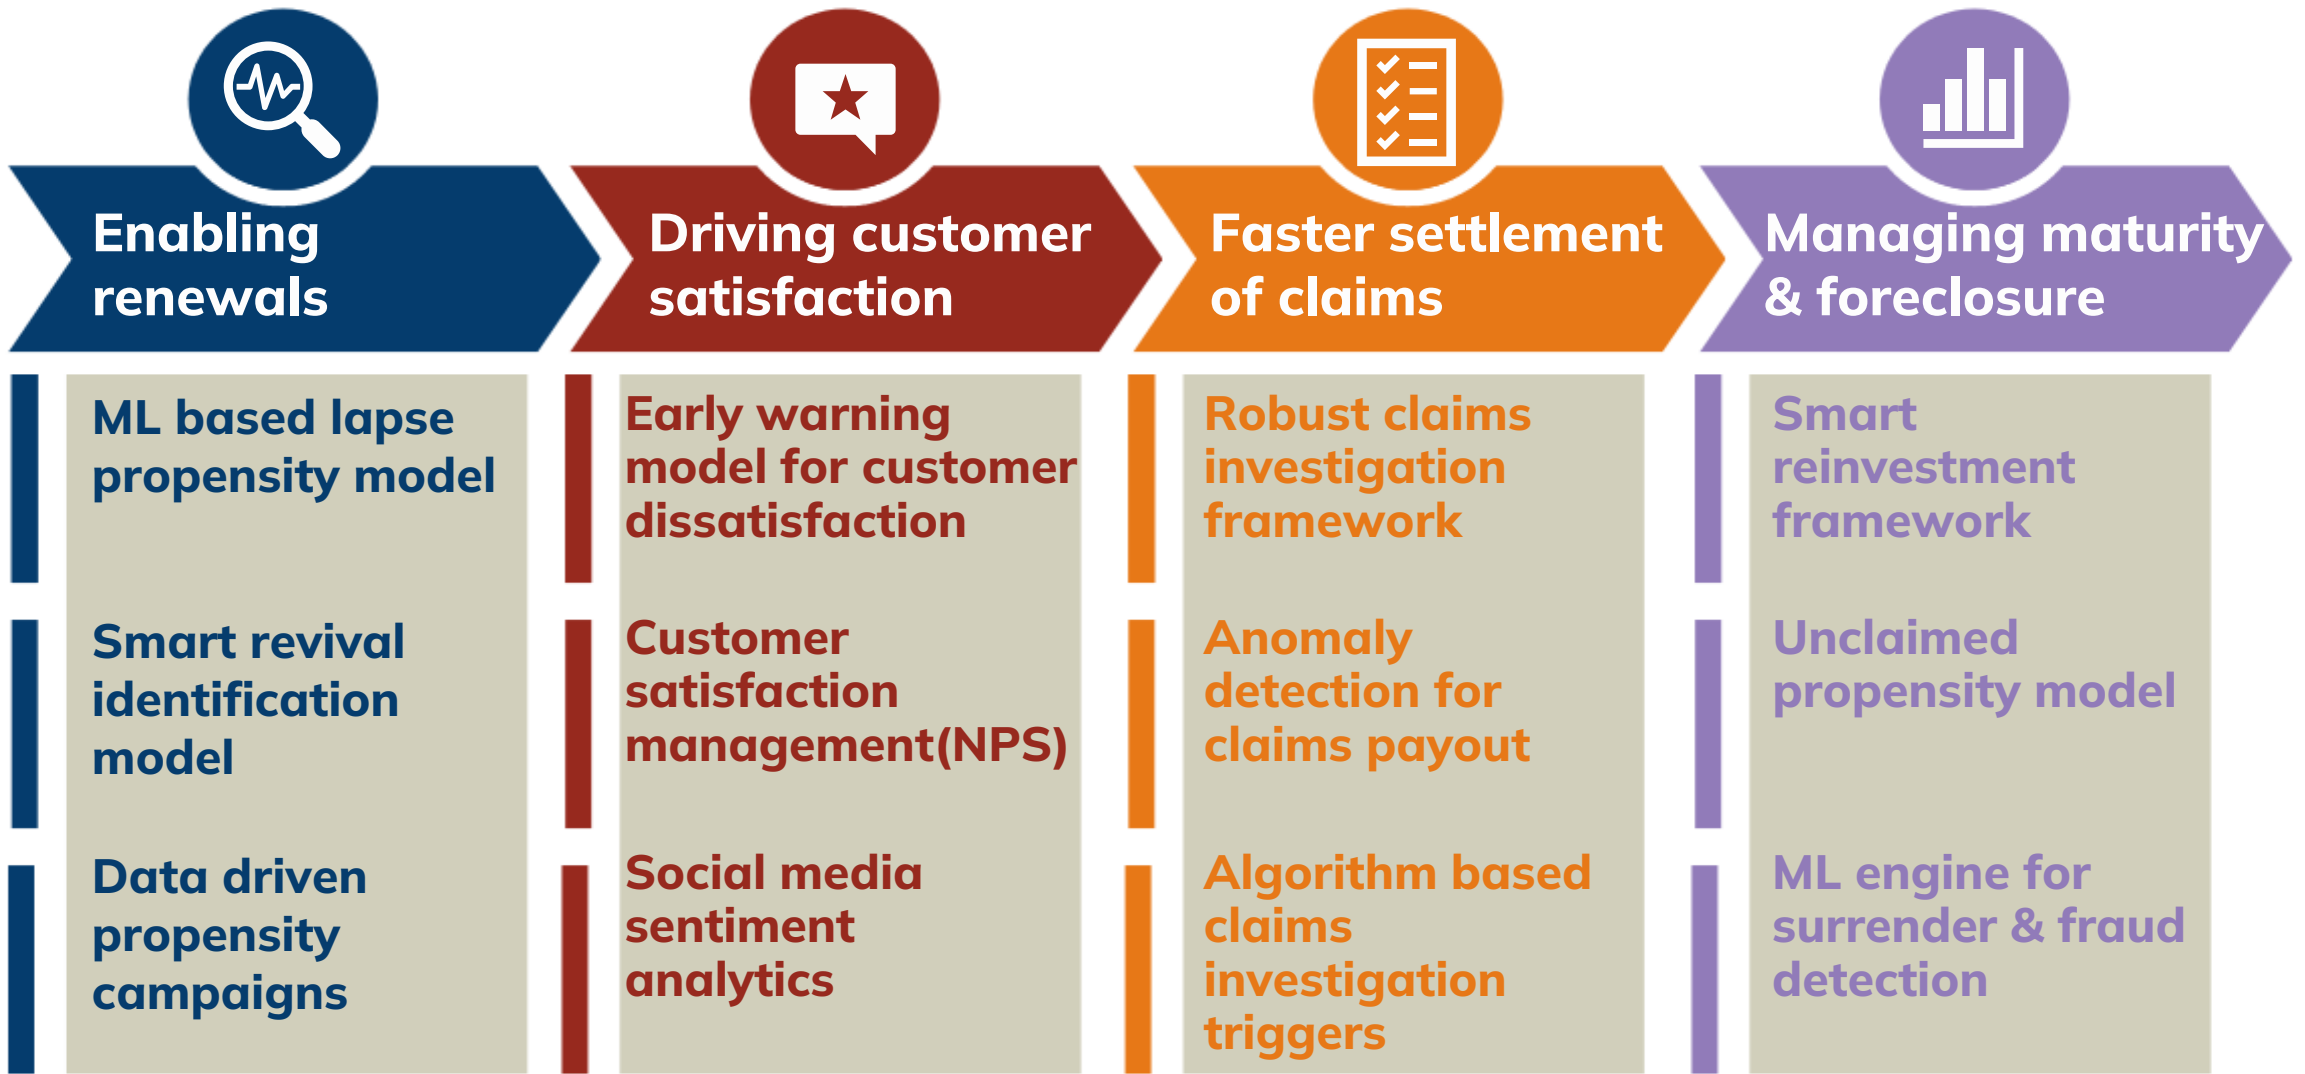 Enabling
renewals
ML based lapse
propensity model
Smart revival
identification
model
Data driven
propensity
campaigns
Driving customer
satisfaction
Early warning
model for customer
dissatisfaction
Customer
satisfaction
management(NPS)
Social media
sentiment
analytics
Faster settlement
of claims
Robust claims
investigation
framework
Anomaly
detection for
claims payout
Algorithm based
claims
investigation
triggers
Managing maturity
& foreclosure
Smart
reinvestment
framework
Unclaimed
propensity model
ML engine for
surrender & fraud
detection